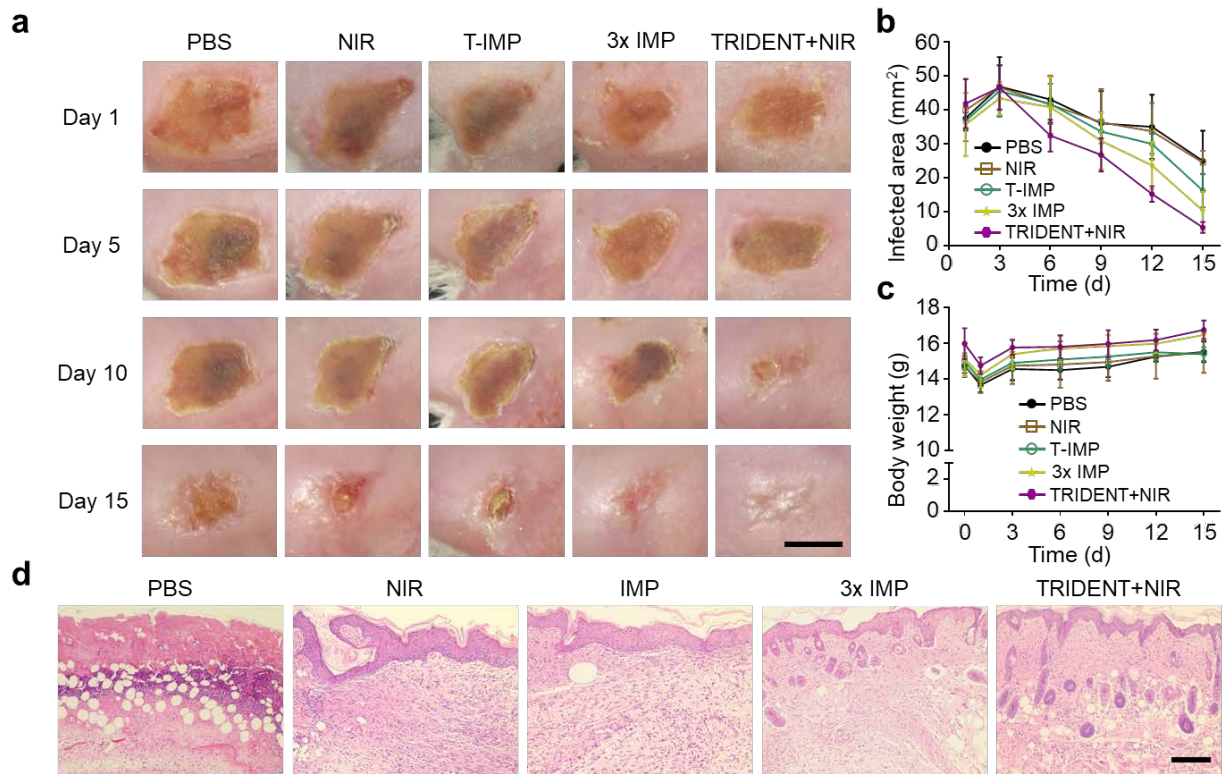 a
PBS NIR T-IMP 3x IMP TRIDENT+NIR
Day 1
Day 5
Day 10
Day 15
b
Infected area (mm²)
60
50
40
30
20
10
0
PBS
NIR
T-IMP
3x IMP
TRIDENT+NIR
0 3 6 9 12 15
Time (d)
c
Body weight (g)
18
16
14
12
10
2
0
PBS
NIR
T-IMP
3x IMP
TRIDENT+NIR
0 3 6 9 12 15
Time (d)
d
PBS NIR IMP 3x IMP TRIDENT+NIR